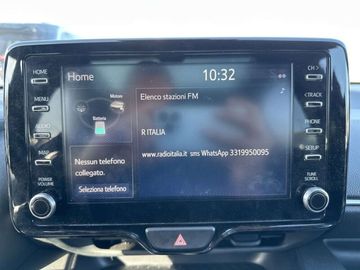 HOME
MENU
AUDIO
MAP
POWER
VOLUME
Home
10:32
Motore
Batteria
Nessun telefono
collegato.
Seleziona telefono
Elenco stazioni FM
R ITALIA
www.radioitalia.it sms WhatsApp 3319950095
CH >
< TRACK
PHONE
SETUP
TUNE
SCROLL